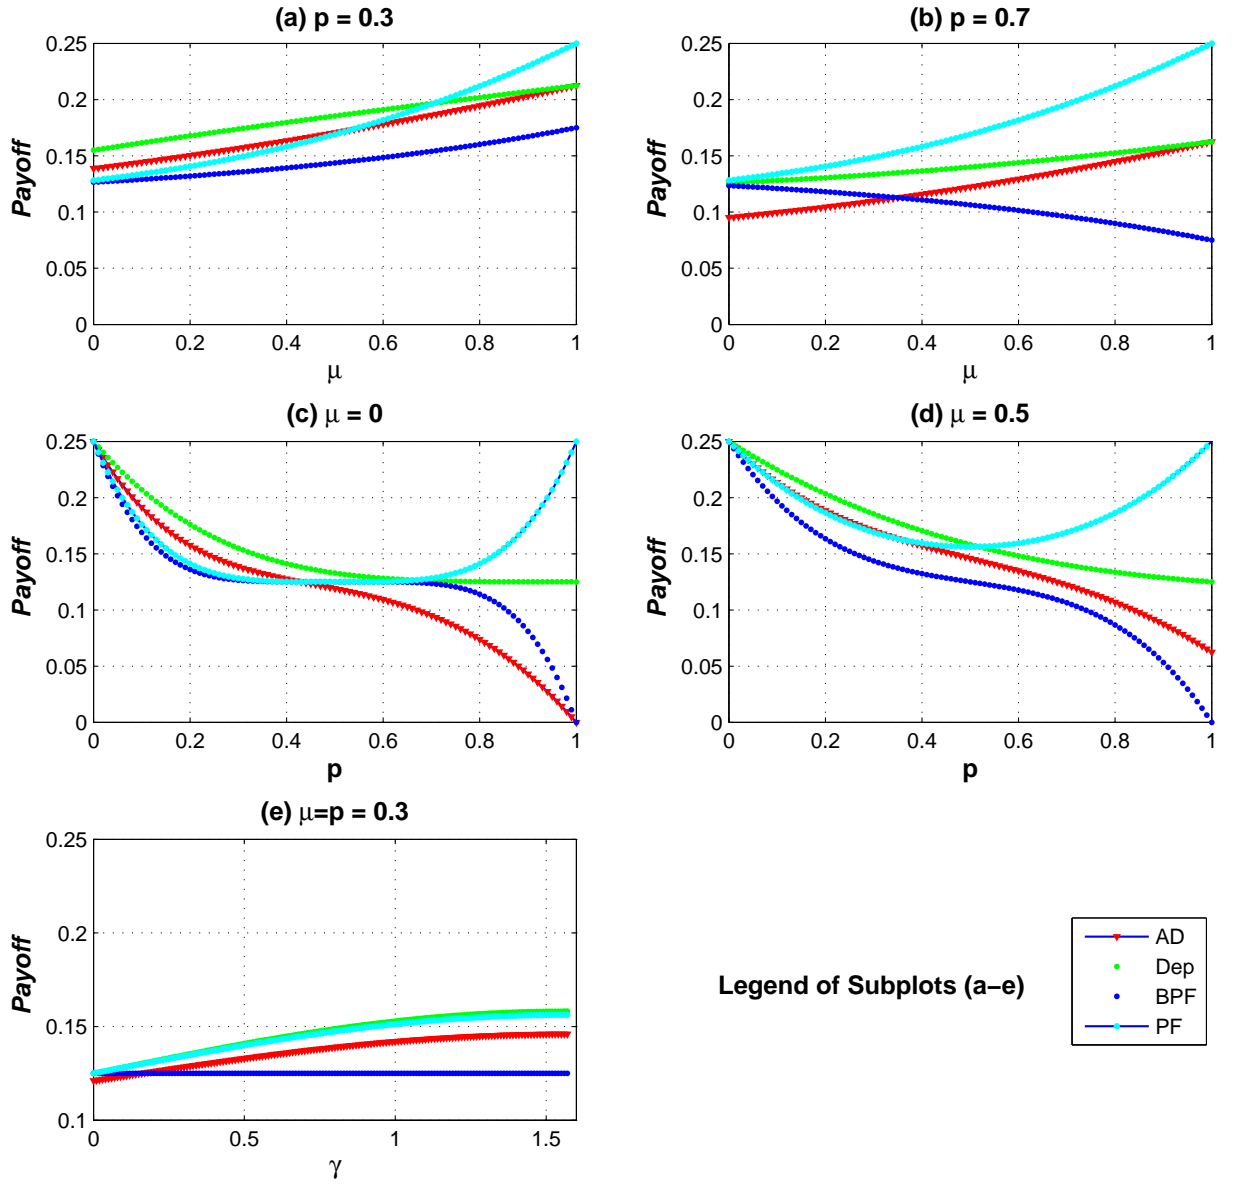 (a) p = 0.3
Payoff
0.25
0.2
0.15
0.1
0.05
0
0 0.2 0.4 0.6 0.8 1
μ
(b) p = 0.7
Payoff
0.25
0.2
0.15
0.1
0.05
0
0 0.2 0.4 0.6 0.8 1
μ
(c) μ = 0
Payoff
0.25
0.2
0.15
0.1
0.05
0
0 0.2 0.4 0.6 0.8 1
p
(d) μ = 0.5
Payoff
0.25
0.2
0.15
0.1
0.05
0
0 0.2 0.4 0.6 0.8 1
p
(e) μ=p = 0.3
Payoff
0.25
0.2
0.15
0.1
0 0.5 1 1.5
γ
Legend of Subplots (a−e)
AD
Dep
BPF
PF